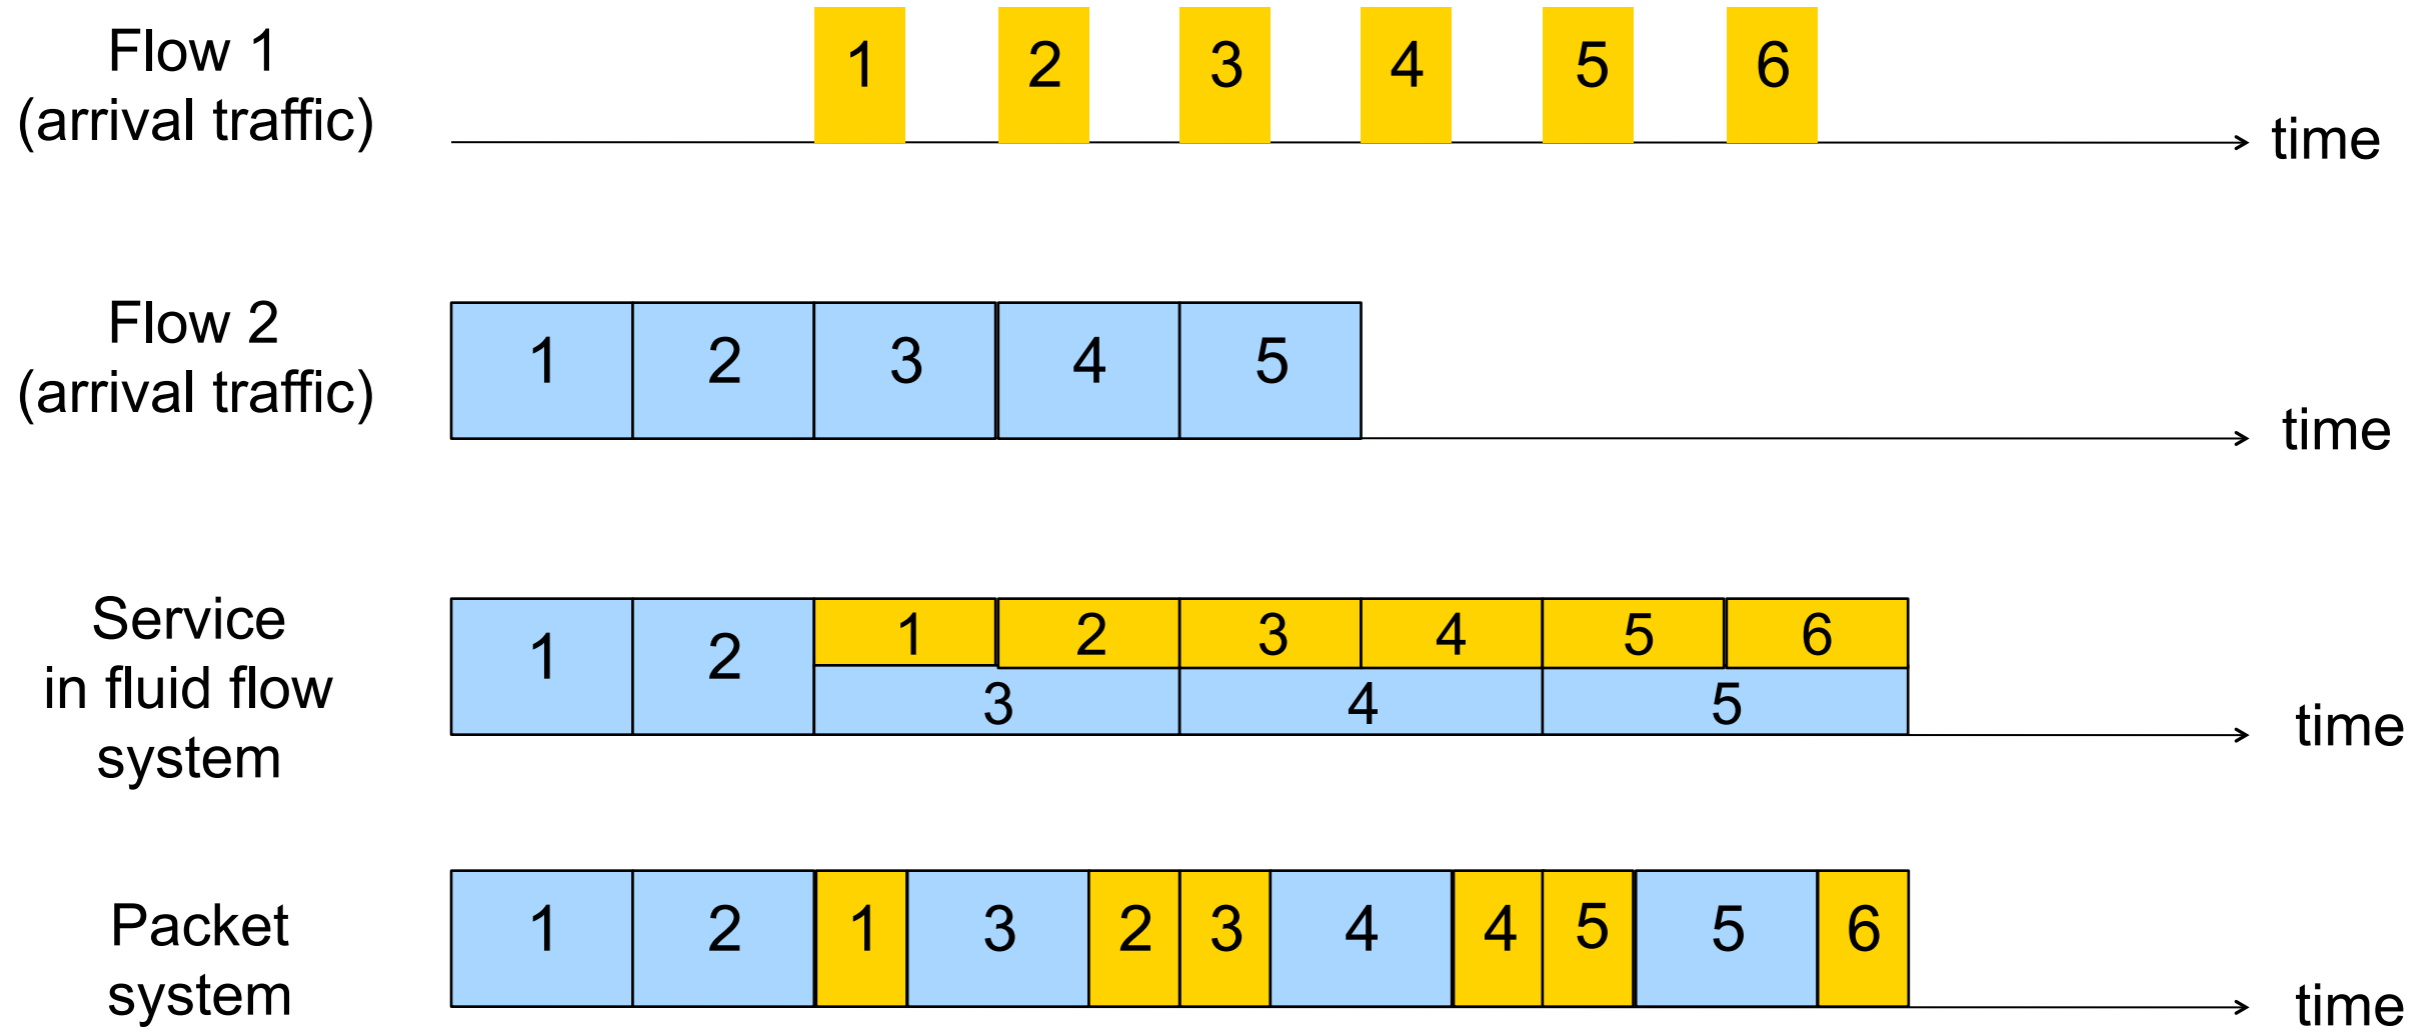 Flow 1
(arrival traffic)
1 2 3 4 5 6
time
Flow 2
(arrival traffic)
1 2 3 4 5
time
Service
in fluid flow
system
1 2 1 2 3 4 5 6
3 4 5
time
Packet
system
1 2 1 3 2 3 4 4 5 5 6
time